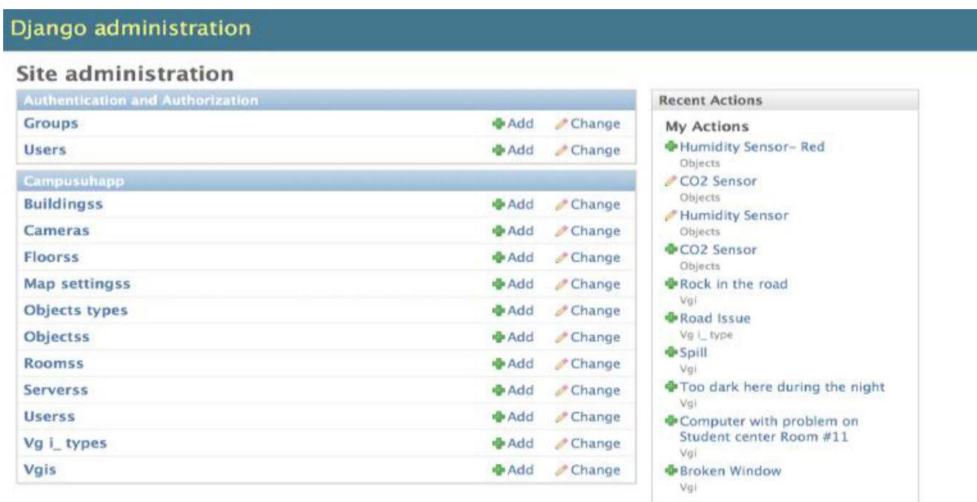 Django administration
Site administration
Authentication and Authorization
Groups Add Change
Users Add Change
Campusuhapp
Buildingss Add Change
Cameras Add Change
Floorss Add Change
Map settingss Add Change
Objects types Add Change
Objectss Add Change
Roomss Add Change
Serverss Add Change
Userss Add Change
Vg i_ types Add Change
Vgis Add Change
Recent Actions
My Actions
Humidity Sensor– Red
Objects
CO2 Sensor
Objects
Humidity Sensor
Objects
CO2 Sensor
Objects
Rock in the road
Vgi
Road Issue
Vg i_ type
Spill
Vgi
Too dark here during the night
Vgi
Computer with problem on
Student center Room #11
Vgi
Broken Window
Vgi